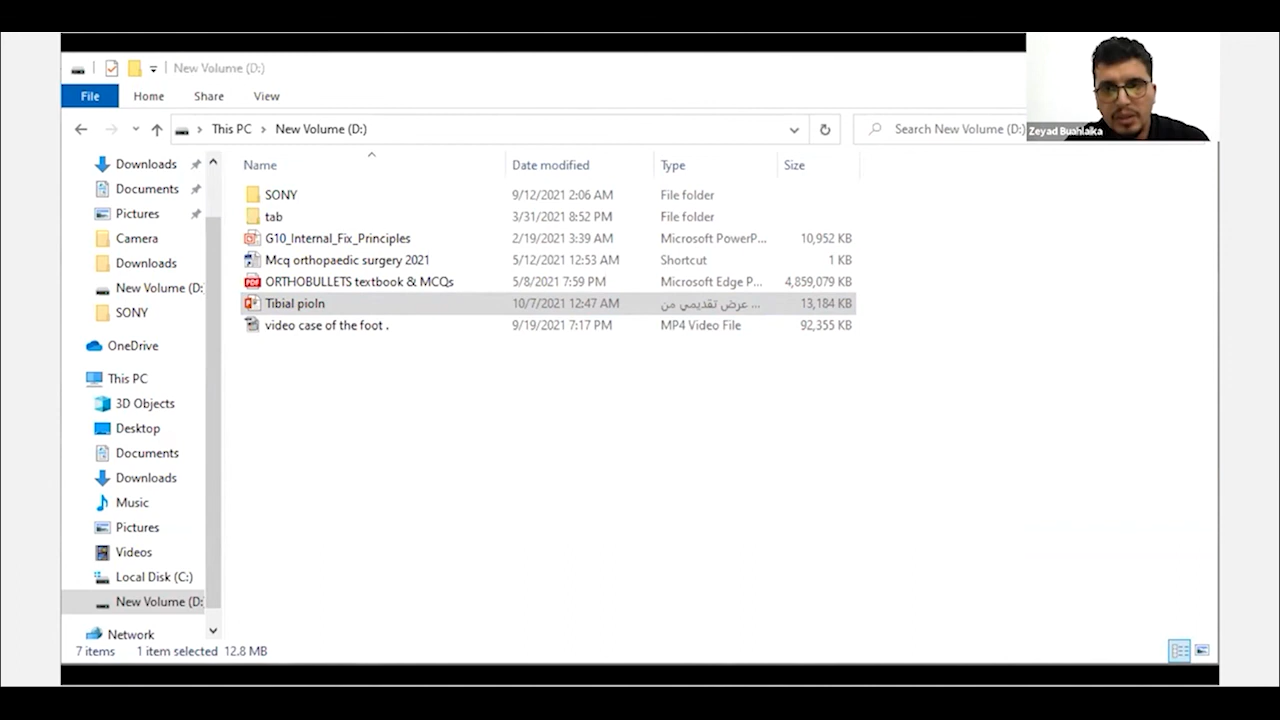 New Volume (D:)
File Home Share View
This PC New Volume (D:) Search New Volume (D:)
Zeyad Buahlaika
Name Date modified Type Size
Downloads
Documents
Pictures
Camera
Downloads
New Volume (D:
SONY
OneDrive
This PC
3D Objects
Desktop
Documents
Downloads
Music
Pictures
Videos
Local Disk (C:)
New Volume (D:
Network
SONY 9/12/2021 2:06 AM File folder
tab 3/31/2021 8:52 PM File folder
G10_Internal_Fix_Principles 2/19/2021 3:39 AM Microsoft PowerP... 10,952 KB
Mcq orthopaedic surgery 2021 5/12/2021 12:53 AM Shortcut 1 KB
ORTHOBULLETS textbook & MCQs 5/8/2021 7:59 PM Microsoft Edge P... 4,859,079 KB
Tibial pioln 10/7/2021 12:47 AM عرض تقديمي من ... 13,184 KB
video case of the foot . 9/19/2021 7:17 PM MP4 Video File 92,355 KB
7 items 1 item selected 12.8 MB